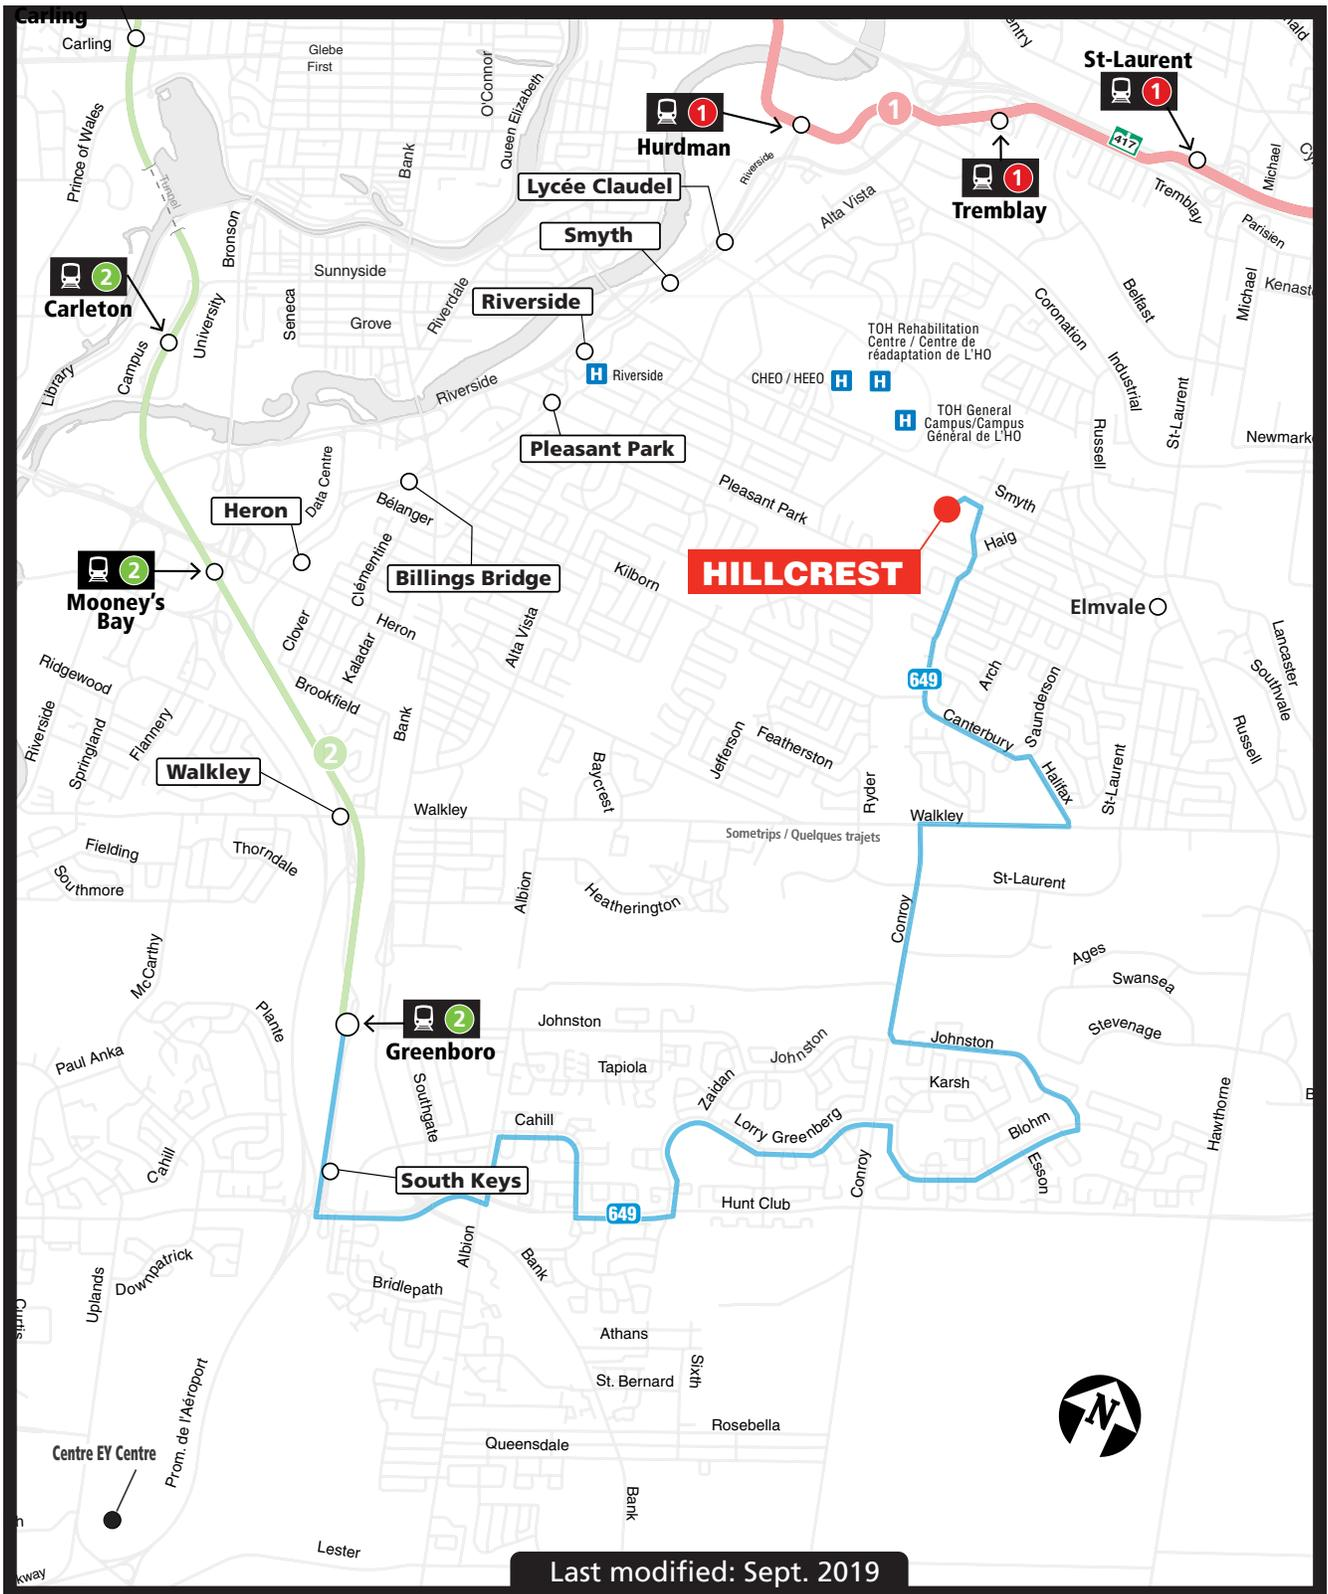 Carling
Carling
Glebe
First
O'Connor
Queen Elizabeth
Bank
Prince of Wales
Tunnel
Bronson
St-Laurent
1
1
Hurdman
1
417
1
Tremblay
Riverside
Lycée Claudel
Smyth
Riverside
Alta Vista
Tremblay
Michael
Parisien
Michael
2
Carleton
Sunnyside
Seneca
Grove
Riverdale
University
Campus
Library
Riverside
H Riverside
Pleasant Park
TOH Rehabilitation
Centre / Centre de
réadaptation de L'HO
CHEO / HEEO H H
H TOH General
Campus/Campus
Général de L'HO
Coronation
Belfast
Industrial
St-Laurent
Russell
Heron
Data Centre
Bélanger
Billings Bridge
Clémentine
Pleasant Park
Smyth
Haig
HILLCREST
2
Mooney's
Bay
Kilborn
Elmvale
Clover
Heron
Kaladar
Alta Vista
Brookfield
Bank
Ridgewood
Riverside
Springland
Flannery
2
Walkley
Walkley
649
Arch
Saunderson
Canterbury
Halifax
St-Laurent
Lancaster
Southvale
Russell
Jefferson
Featherston
Baycrest
Ryder
Walkley
Sometrips / Quelques trajets
Fielding
Southmore
Thorndale
Albion
Heatherington
St-Laurent
Conroy
McCarthy
Plante
Ages
Swansea
Stevenage
2
Greenboro
Johnston
Johnston
Johnston
Paul Anka
Tapiola
Zaidan
Karsh
Southgate
Cahill
Lorry Greenberg
Blohm
Esson
Hawthorne
Cahill
South Keys
649
Hunt Club
Conroy
Albion
Bank
Uplands
Downpatrick
Bridlepath
Curtis
Athans
Sixth
St. Bernard
Rosebella
Queensdale
Prom. de l'Aéroport
Centre EY Centre
Bank
N
Lester
Last modified: Sept. 2019